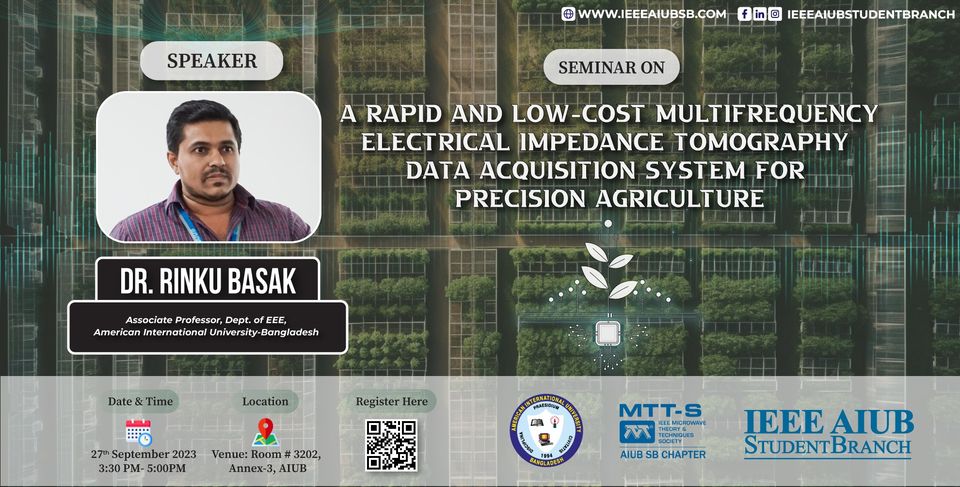 WWW.IEEEAIUBSB.COM
IEEEAIUBSTUDENTBRANCH
SPEAKER
DR. RINKU BASAK
Associate Professor, Dept. of EEE,
American International University-Bangladesh
SEMINAR ON
A RAPID AND LOW-COST MULTIFREQUENCY
ELECTRICAL IMPEDANCE TOMOGRAPHY
DATA ACQUISITION SYSTEM FOR
PRECISION AGRICULTURE
Date & Time
27th September 2023
3:30 PM- 5:00PM
Location
Venue: Room # 3202,
Annex-3, AIUB
Register Here
AMERICAN INTERNATIONAL UNIVERSITY
PRAESIDIUM
DISCIPLINA
CIVITATIS
1994
BANGLADESH
MTT-S
IEEE MICROWAVE
THEORY &
TECHNIQUES
SOCIETY
AIUB SB CHAPTER
IEEE AIUB
STUDENTBRANCH